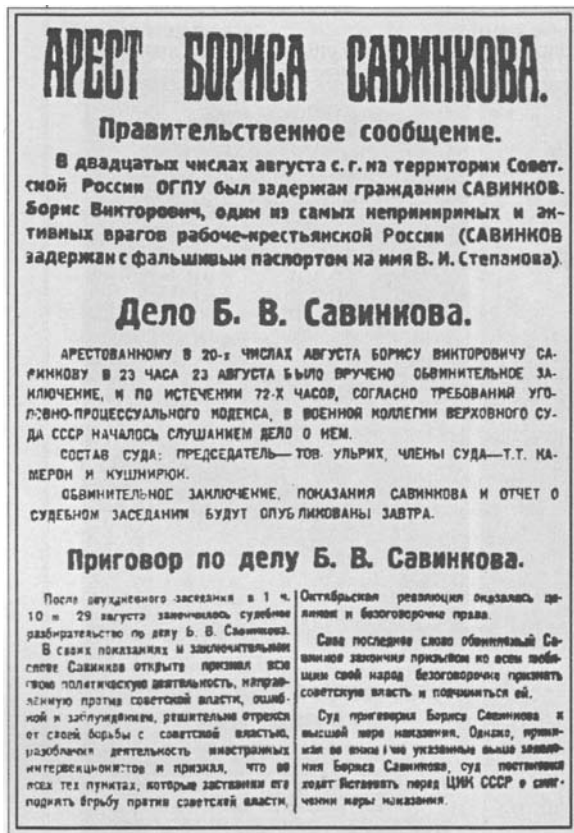 АРЕСТ БОРИСА САВИНКОВА.
Правительственное сообщение.
В двадцатых числах августа с. г. на территории Совет-
ской России ОГПУ был задержан гражданин САВИНКОВ.
Борис Викторович, один из самых непримиримых и ак-
тивных врагов рабоче-крестьянской России (САВИНКОВ
задержан с фальшивым паспортом на имя В. И. Степанова)
Дело Б. В. Савинкова.
АРЕСТОВАННОМУ В 20-х ЧИСЛАХ АВГУСТА БОРИСУ ВИКТОРОВИЧУ СА-
ВИНКОВУ В 23 ЧАСА 23 АВГУСТА БЫЛО ВРУЧЕНО ОБВИНИТЕЛЬНОЕ ЗА-
КЛЮЧЕНИЕ, И ПО ИСТЕЧЕНИИ 72-Х ЧАСОВ, СОГЛАСНО ТРЕБОВАНИЙ УГО-
ЛОВНО-ПРОЦЕССУАЛЬНОГО КОДЕКСА, В ВОЕННОЙ КОЛЛЕГИИ ВЕРХОВНОГО СУ-
ДА СССР НАЧАЛОСЬ СЛУШАНИЕМ ДЕЛО О НЕМ.
СОСТАВ СУДА: ПРЕДСЕДАТЕЛЬ—ТОВ. УЛЬРИХ, ЧЛЕНЫ СУДА—Т.Т. КА-
МЕРОН И КУШНИРЮК.
ОБВИНИТЕЛЬНОЕ ЗАКЛЮЧЕНИЕ, ПОКАЗАНИЯ САВИНКОВА И ОТЧЕТ О
СУДЕБНОМ ЗАСЕДАНИИ БУДУТ ОПУБЛИКОВАНЫ ЗАВТРА.
Приговор по делу Б. В. Савинкова.
После двухдневного заседания в 1 ч.
10 м 29 августа закончилось судебное
разбирательство по делу Б. В. Савинкова.
В своих показаниях и заключительном
слове Савинков открыто признал всю
свою политическую деятельность, направ-
ленную против советской власти, ошиб-
кой и заблуждением, решительно отрекся
от своей борьбы с советской властью,
разоблачил деятельность иностранных
интервенционистов и признал, что во
всех тех пунктах, которые заставили его
поднять борьбу против советской власти,
Октябрьская революция оказалась це-
ликом и безоговорочно права.
Свое последнее слово обвиняемый Са-
винков закончил призывом ко всем любя-
щим свой народ безоговорочно признать
советскую власть и подчиниться ей.
Суд приговорил Бориса Савинкова к
высшей мере наказания. Однако, прини-
мая во внимание указанные выше заявле-
ния Бориса Савинкова, суд постановил
ходатайствовать перед ЦИК СССР о смяг-
чении меры наказания.